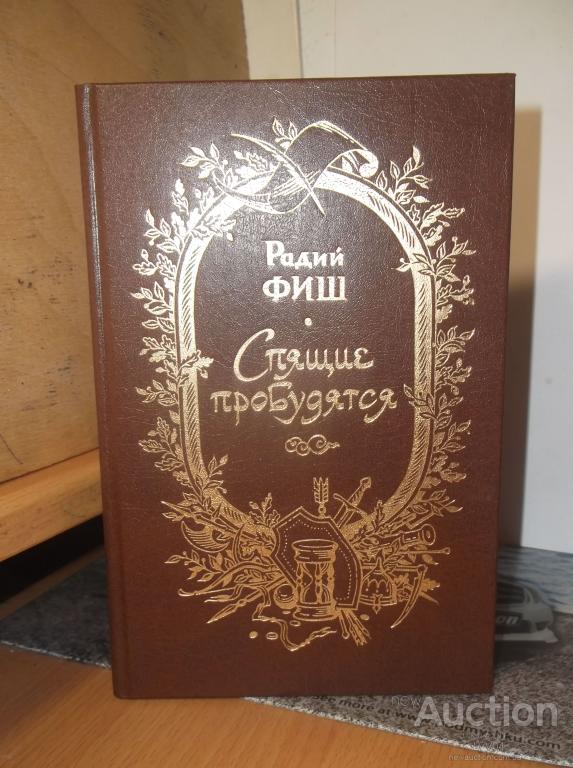 Радий
ФИШ
Спящие
пробудятся
Auction